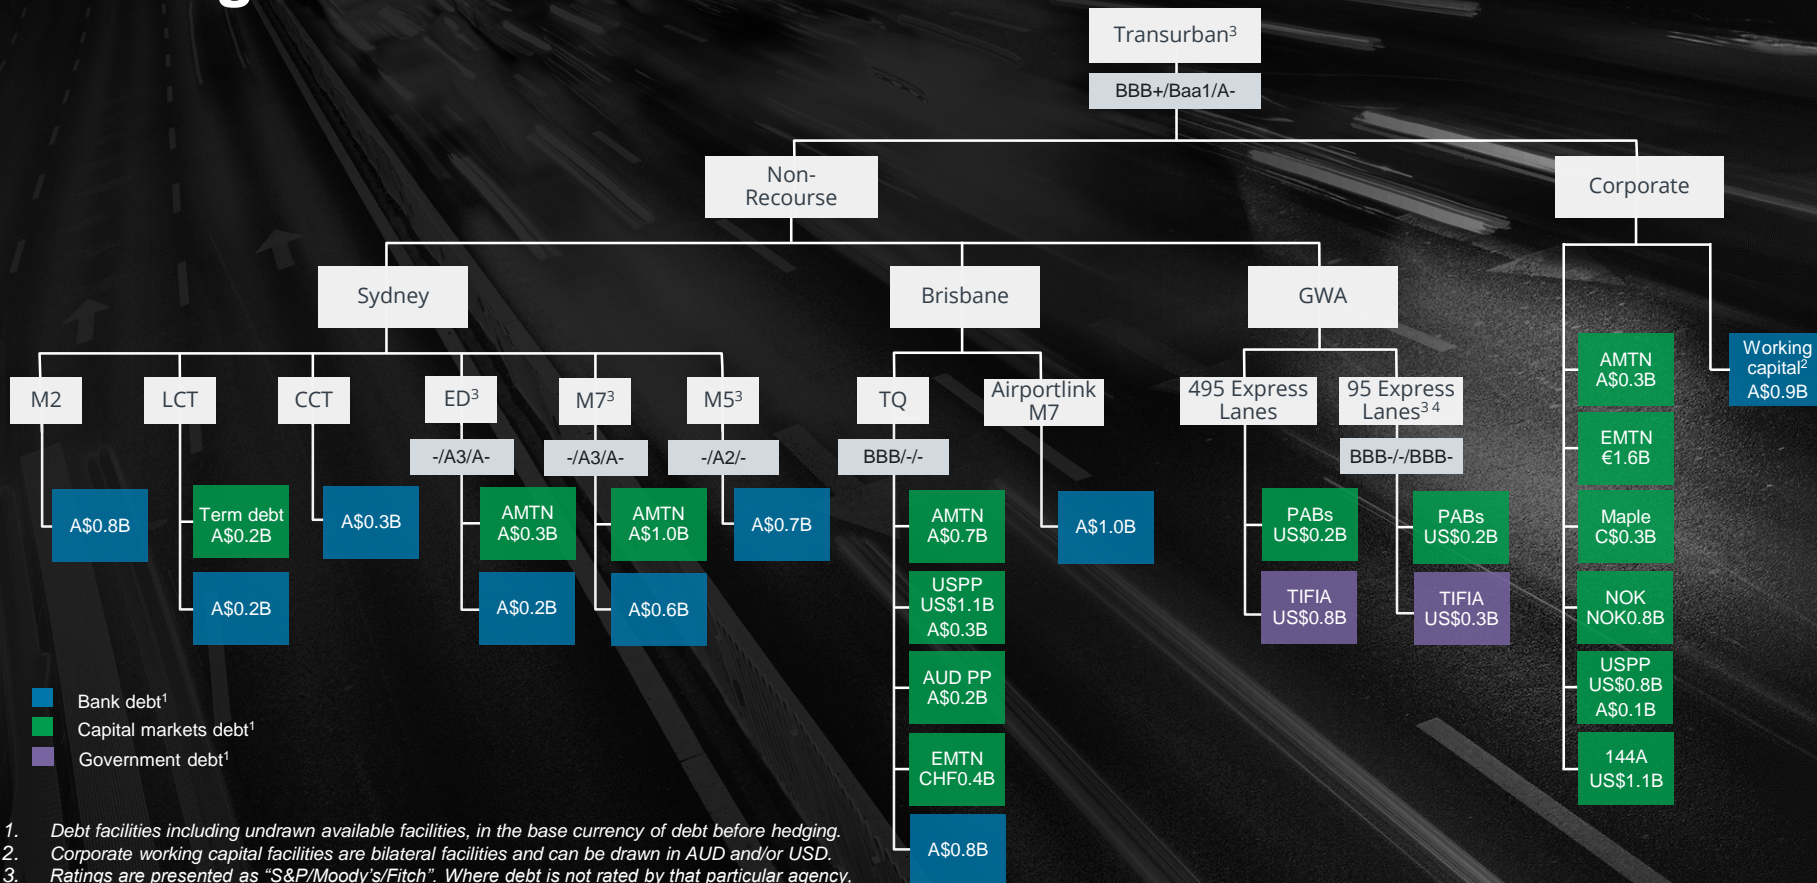 Transurban³
BBB+/Baa1/A-
Non-
Recourse
Corporate
Sydney
Brisbane
GWA
M2
LCT
CCT
ED³
M7³
M5³
TQ
Airportlink
M7
495 Express
Lanes
95 Express
Lanes³ ⁴
-/A3/A-
-/A3/A-
-/A2/-
BBB/-/-
BBB-/-/BBB-
A$0.8B
Term debt
A$0.2B
A$0.2B
A$0.3B
AMTN
A$0.3B
A$0.2B
AMTN
A$1.0B
A$0.6B
A$0.7B
AMTN
A$0.7B
USPP
US$1.1B
A$0.3B
AUD PP
A$0.2B
EMTN
CHF0.4B
A$0.8B
A$1.0B
PABs
US$0.2B
TIFIA
US$0.8B
PABs
US$0.2B
TIFIA
US$0.3B
AMTN
A$0.3B
EMTN
€1.6B
Maple
C$0.3B
NOK
NOK0.8B
USPP
US$0.8B
A$0.1B
144A
US$1.1B
Working
capital²
A$0.9B
Bank debt¹
Capital markets debt¹
Government debt¹
1. Debt facilities including undrawn available facilities, in the base currency of debt before hedging.
2. Corporate working capital facilities are bilateral facilities and can be drawn in AUD and/or USD.
3. Ratings are presented as "S&P/Moody's/Fitch". Where debt is not rated by that particular agency,